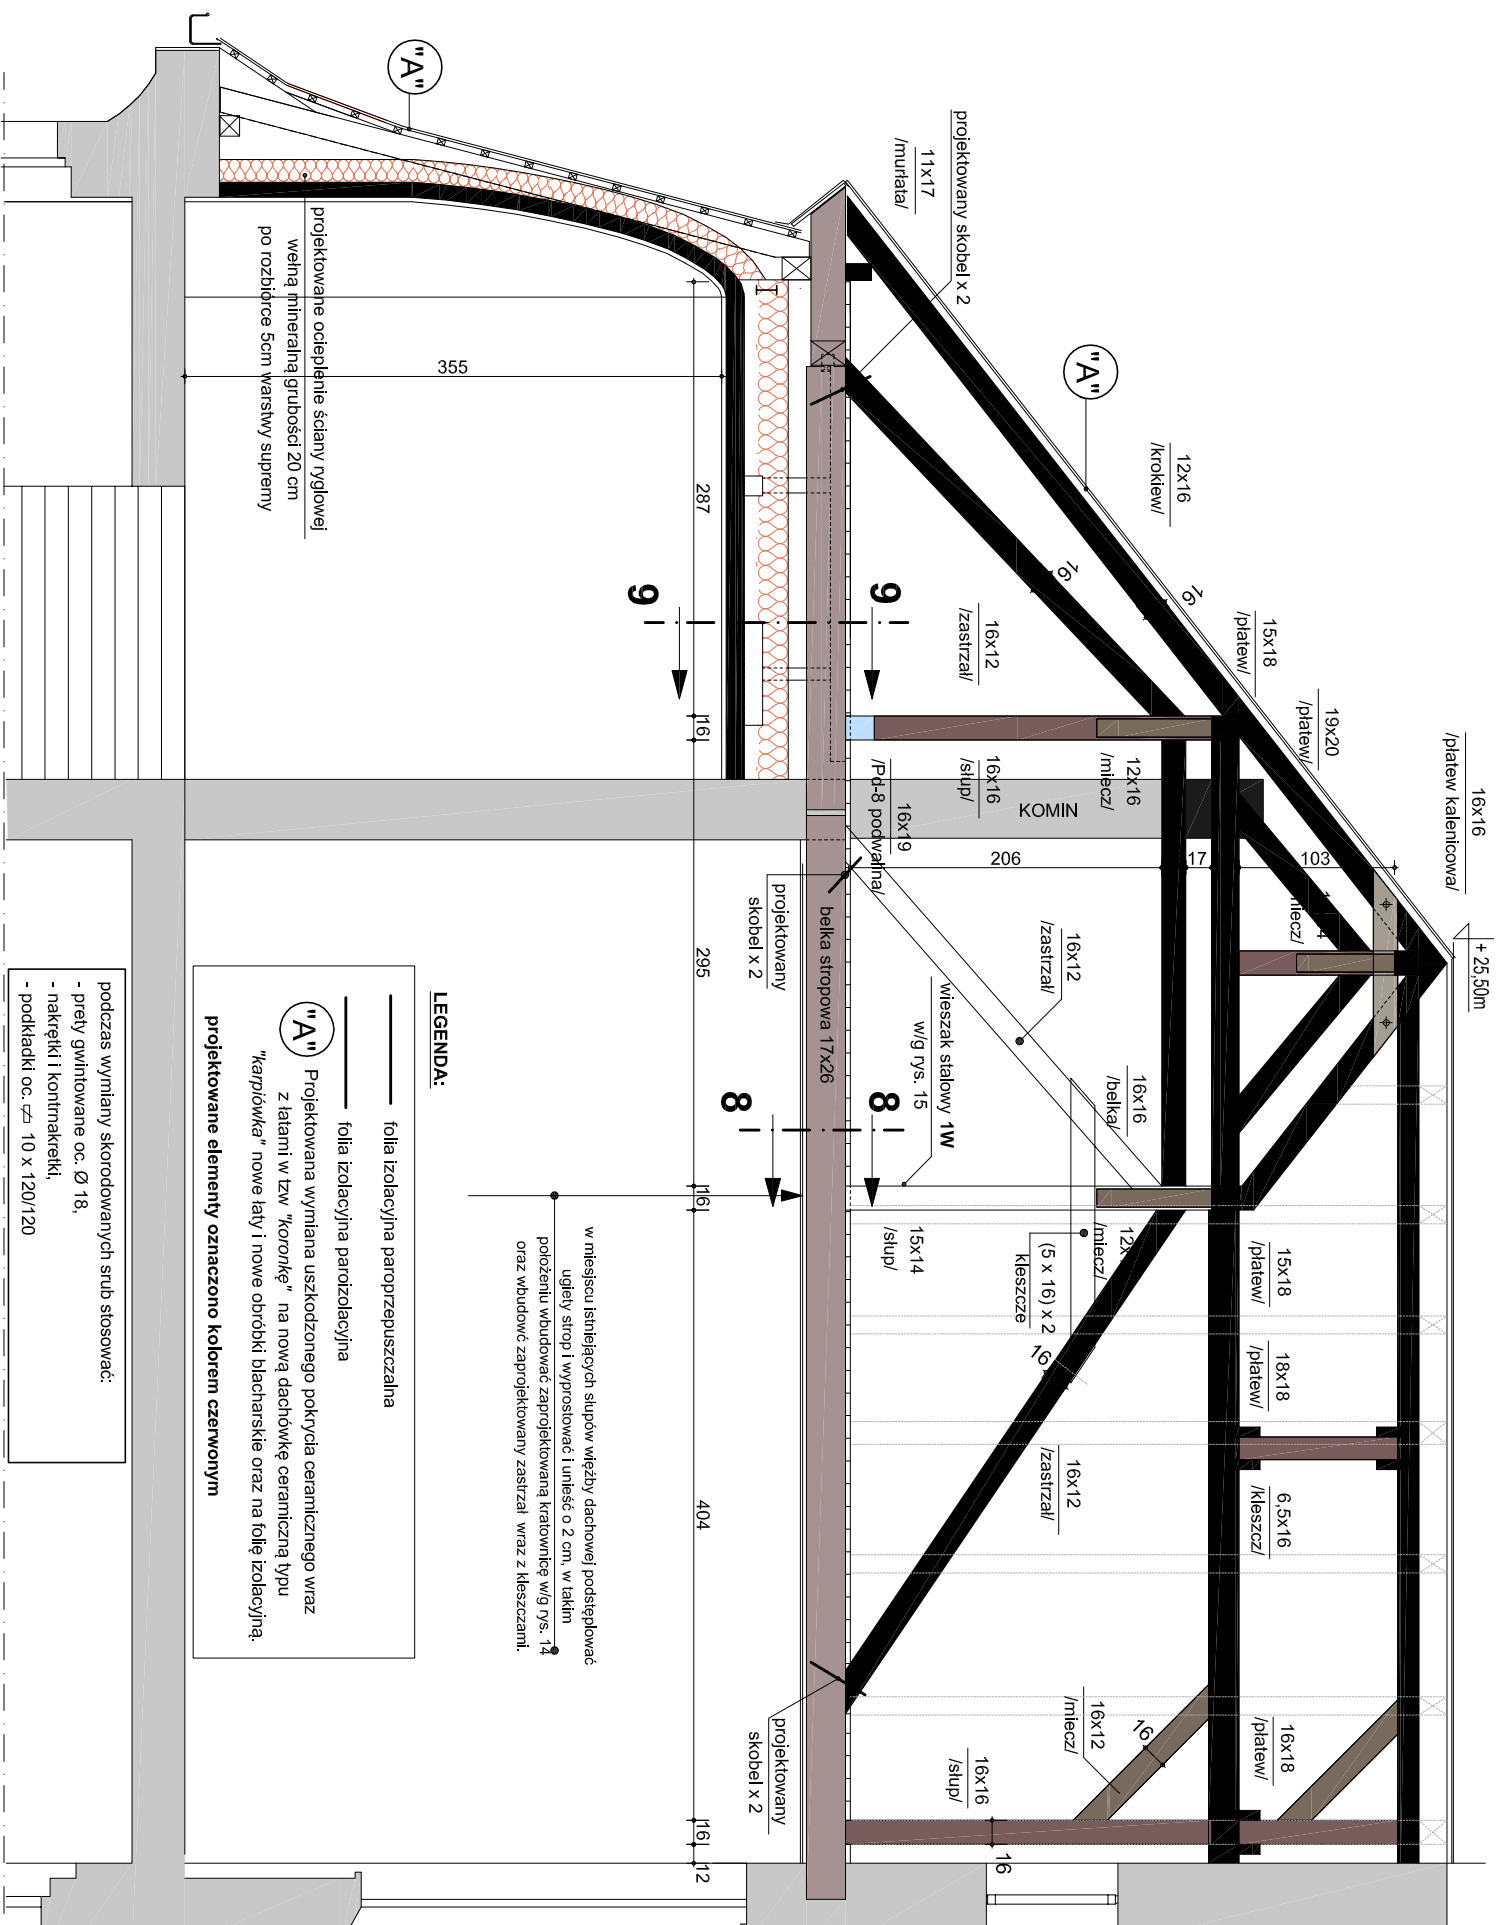 "A"
projektowany skobel x 2
11x17
/murłata/
"A"
12x16
/krokiew/
16
16
15x18
/płatew/
19x20
/płatew/
16x16
/płatew kalenicowa/
+ 25,50m
16x12
/zastrzał/
9
9
16x16
/słup/
12x16
/miecz/
16x19
/Pd-8 podwalina/
KOMIN
206
17
103
/miecz/
projektowane ocieplenie ściany ryglowej
wełną mineralną grubości 20 cm
po rozbiórce 5cm warstwy supremy
355
287
16
295
16
404
16
12
projektowany
skobel x 2
belka stropowa 17x26
wieszak stalowy 1W
w/g rys. 15
16x12
/zastrzał/
16x16
/belka/
8
8
15x14
/słup/
/miecz/
(5 x 16) x 2
kleszcze
16
15x18
/płatew/
18x18
/płatew/
6,5x16
/kleszcz/
16x12
/zastrzał/
16x12
/miecz/
16
16x18
/płatew/
16x16
/słup/
16
projektowany
skobel x 2
w miesjscu istniejących słupów więźby dachowej podstęplować
ugiety strop i wyprostować i unieść o 2 cm, w takim
położeniu wbudować zaprojektowaną kratownicę w/g rys. 14
oraz wbudowć zaprojektowany zastrzał wraz z kleszczami.
LEGENDA:
folia izolacyjna paroprzepuszczalna
folia izolacyjna paroizolacyjna
"A"
Projektowana wymiana uszkodzonego pokrycia ceramicznego wraz
z łatami w tzw "koronkę" na nową dachówkę ceramiczną typu
"karpiówka" nowe łaty i nowe obróbki blacharskie oraz na folię izolacyjną.
projektowane elementy oznaczono kolorem czerwonym
podczas wymiany skorodowanych srub stosować:
- prety gwintowane oc. Ø 18,
- nakrętki i kontrnakretki,
- podkładki oc. 10 x 120/120